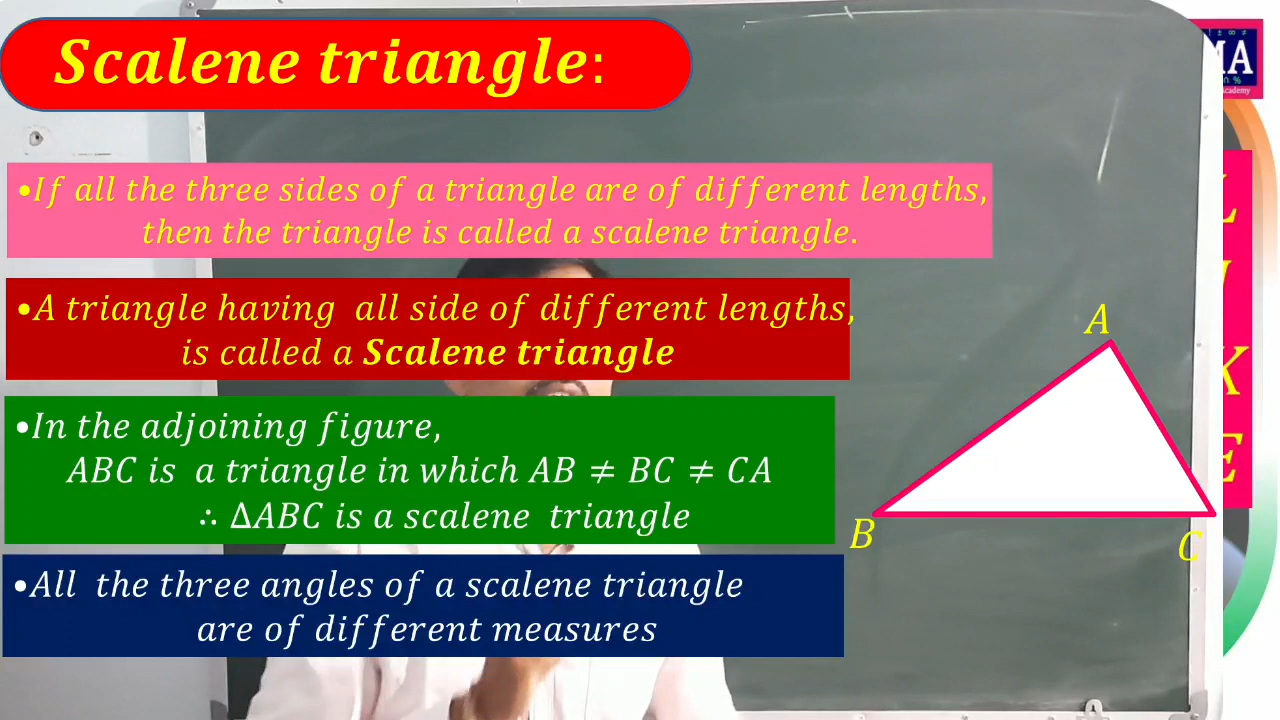 Scalene triangle:
•If all the three sides of a triangle are of different lengths,
then the triangle is called a scalene triangle.
•A triangle having all side of different lengths,
is called a Scalene triangle
•In the adjoining figure,
ABC is a triangle in which AB ≠ BC ≠ CA
∴ ΔABC is a scalene triangle
•All the three angles of a scalene triangle
are of different measures
A
B
C
MA
Academy
K
E